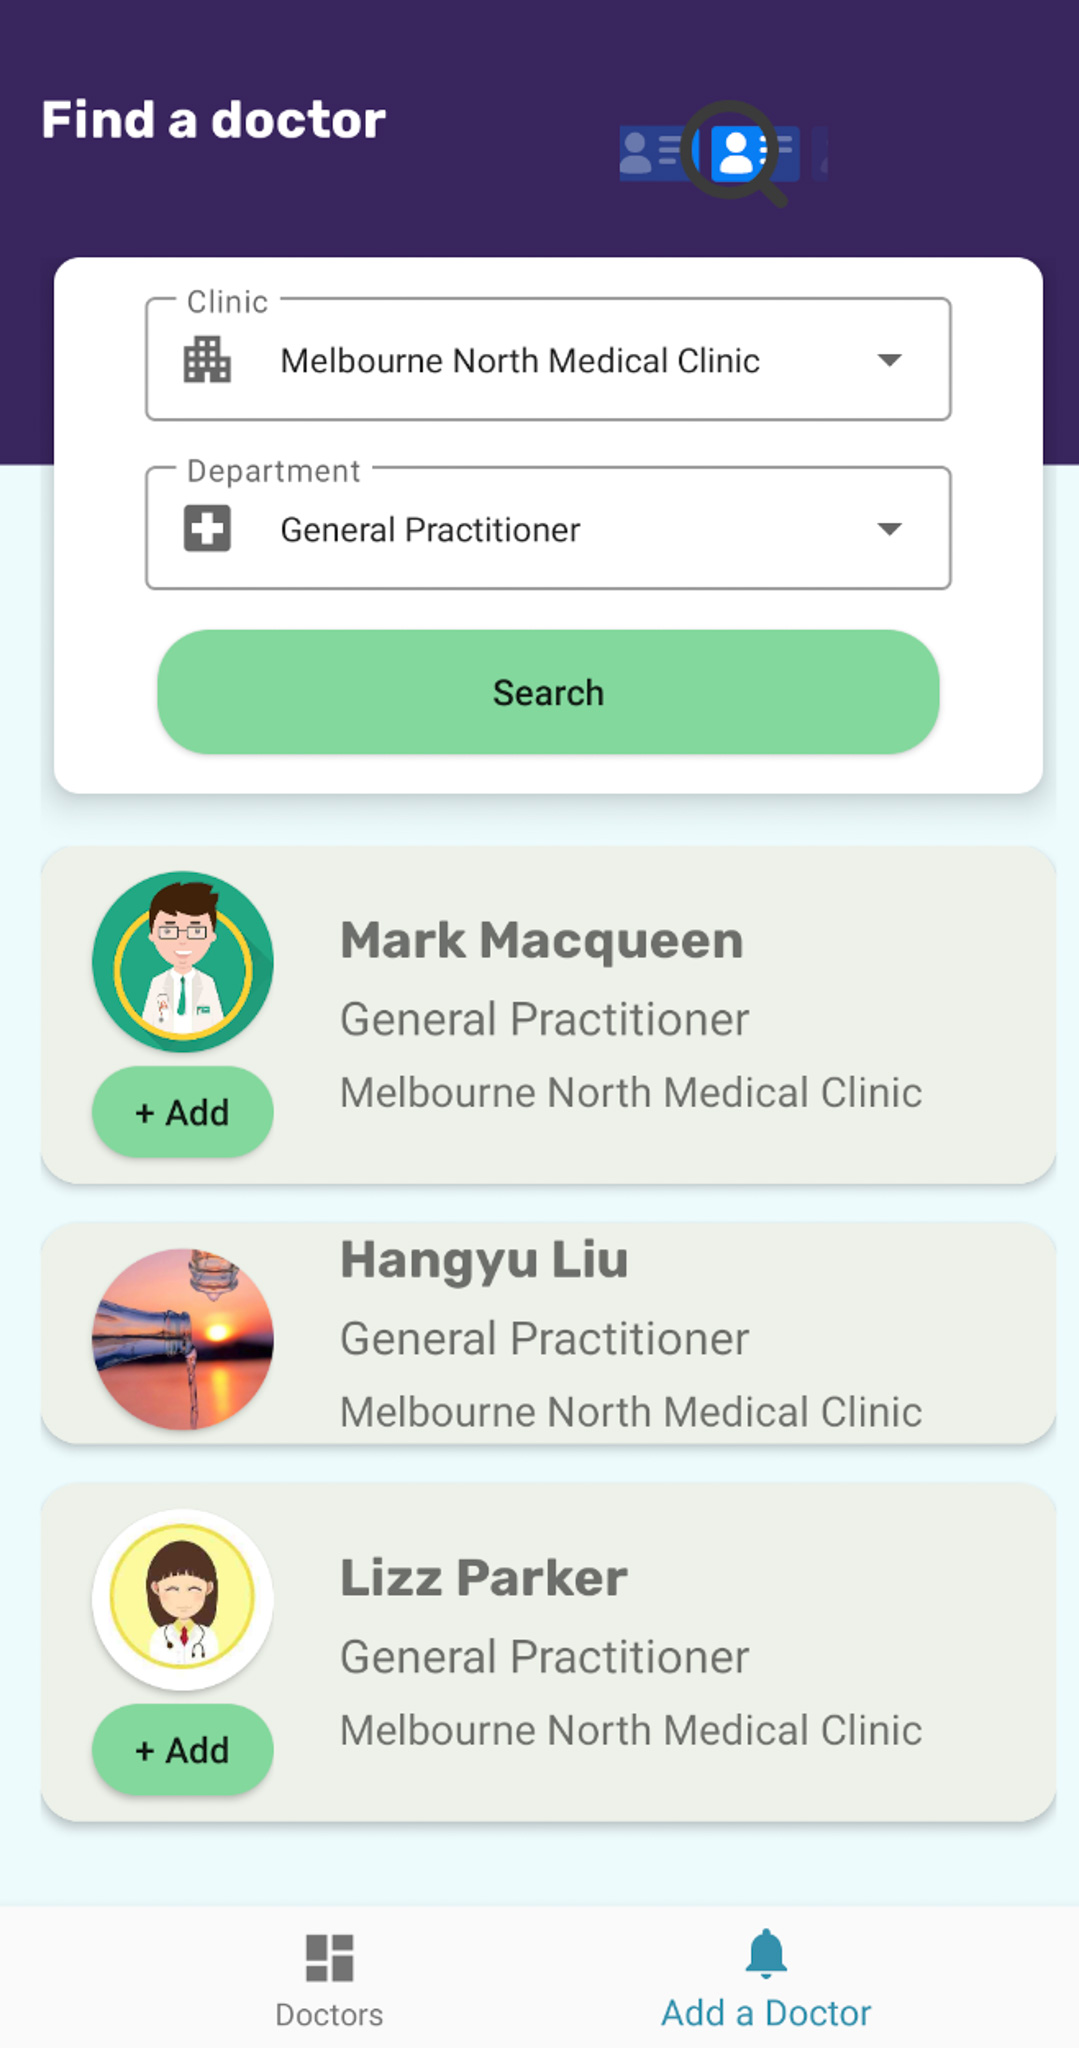 Find a doctor
Clinic
Melbourne North Medical Clinic
Department
General Practitioner
Search
Mark Macqueen
General Practitioner
Melbourne North Medical Clinic
+ Add
Hangyu Liu
General Practitioner
Melbourne North Medical Clinic
Lizz Parker
General Practitioner
Melbourne North Medical Clinic
+ Add
Doctors
Add a Doctor